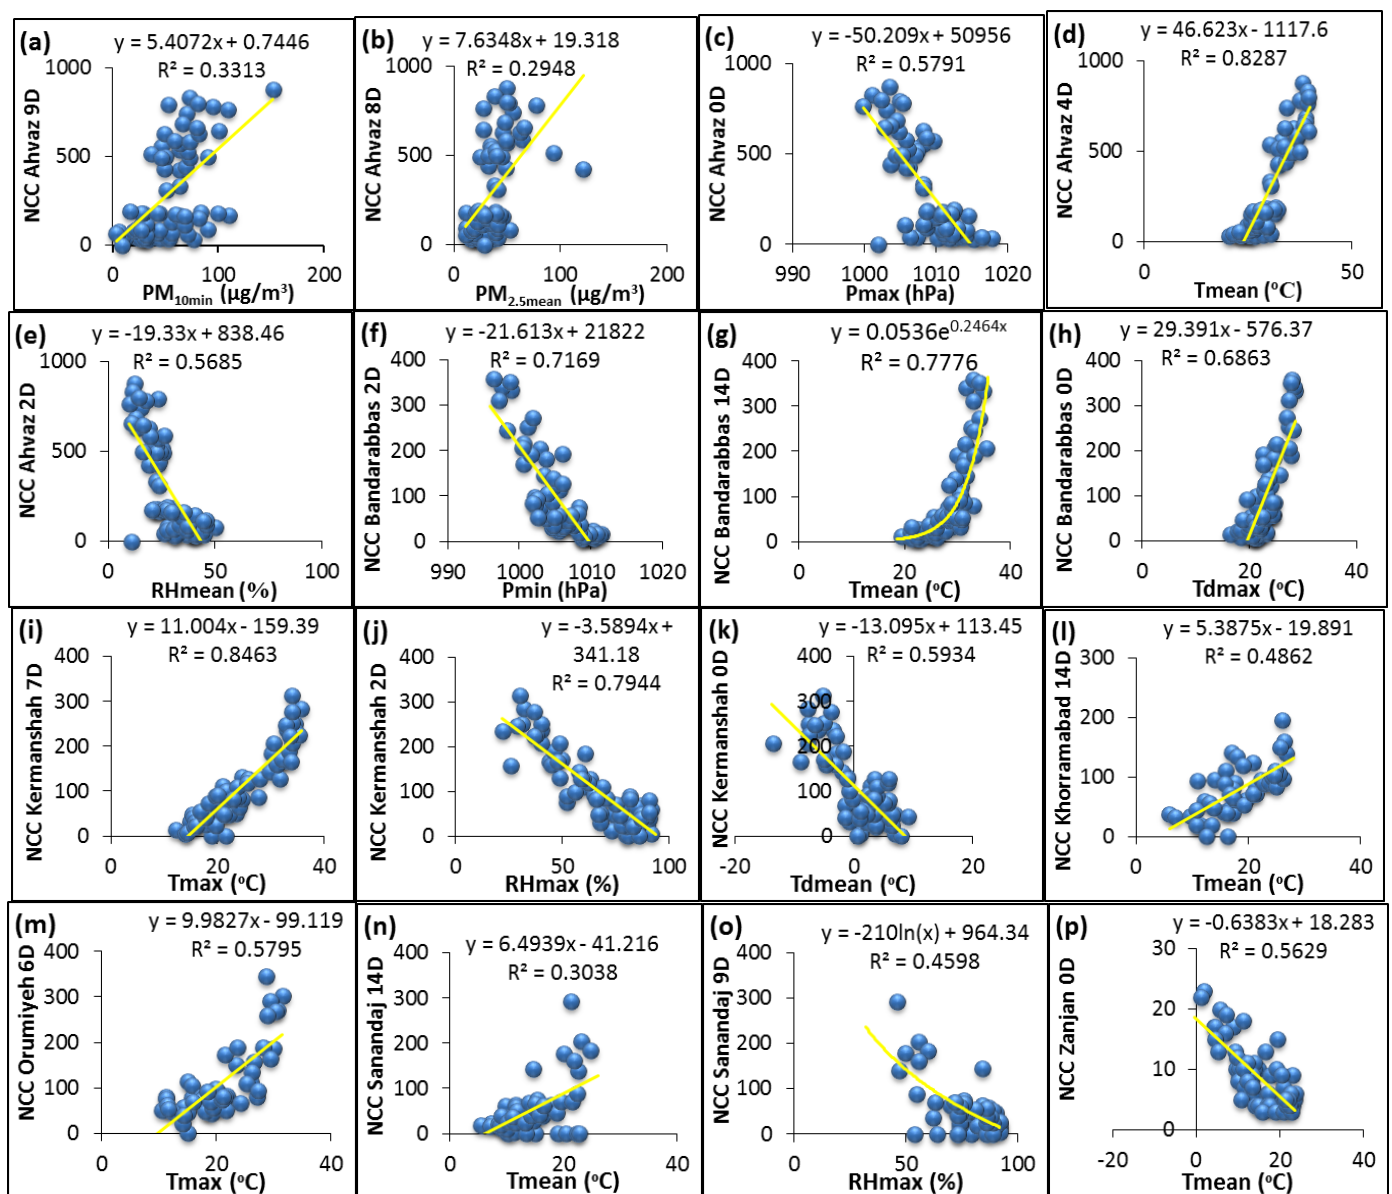 (a)
y = 5.4072x + 0.7446
R² = 0.3313
NCC Ahvaz 9D
1000
500
0
0 100 200
PM10min (µg/m³)
(b)
y = 7.6348x + 19.318
R² = 0.2948
NCC Ahvaz 8D
1000
500
0
0 100 200
PM2.5mean (µg/m³)
(c)
y = -50.209x + 50956
R² = 0.5791
NCC Ahvaz 0D
1000
500
0
990 1000 1010 1020
Pmax (hPa)
(d)
y = 46.623x - 1117.6
R² = 0.8287
NCC Ahvaz 4D
1000
500
0
0 50
Tmean (°C)
(e)
y = -19.33x + 838.46
R² = 0.5685
NCC Ahvaz 2D
1000
500
0
0 50 100
RHmean (%)
(f)
y = -21.613x + 21822
R² = 0.7169
NCC Bandarabbas 2D
400
300
200
100
0
990 1000 1010 1020
Pmin (hPa)
(g)
y = 0.0536e^0.2464x
R² = 0.7776
NCC Bandarabbas 14D
400
300
200
100
0
0 20 40
Tmean (°C)
(h)
y = 29.391x - 576.37
R² = 0.6863
NCC Bandarabbas 0D
400
300
200
100
0
0 20 40
Tdmax (°C)
(i)
y = 11.004x - 159.39
R² = 0.8463
NCC Kermanshah 7D
400
300
200
100
0
0 20 40
Tmax (°C)
(j)
y = -3.5894x +
341.18
R² = 0.7944
NCC Kermanshah 2D
400
300
200
100
0
0 50 100
RHmax (%)
(k)
y = -13.095x + 113.45
R² = 0.5934
NCC Kermanshah 0D
400
300
200
100
0
-20 0 20
Tdmean (°C)
(l)
y = 5.3875x - 19.891
R² = 0.4862
NCC Khorramabad 14D
300
200
100
0
0 20 40
Tmean (°C)
(m)
y = 9.9827x - 99.119
R² = 0.5795
NCC Orumiyeh 6D
400
300
200
100
0
0 20 40
Tmax (°C)
(n)
y = 6.4939x - 41.216
R² = 0.3038
NCC Sanandaj 14D
400
300
200
100
0
0 20 40
Tmean (°C)
(o)
y = -210ln(x) + 964.34
R² = 0.4598
NCC Sanandaj 9D
400
300
200
100
0
0 50 100
RHmax (%)
(p)
y = -0.6383x + 18.283
R² = 0.5629
NCC Zanjan 0D
30
20
10
0
-20 0 20 40
Tmean (°C)